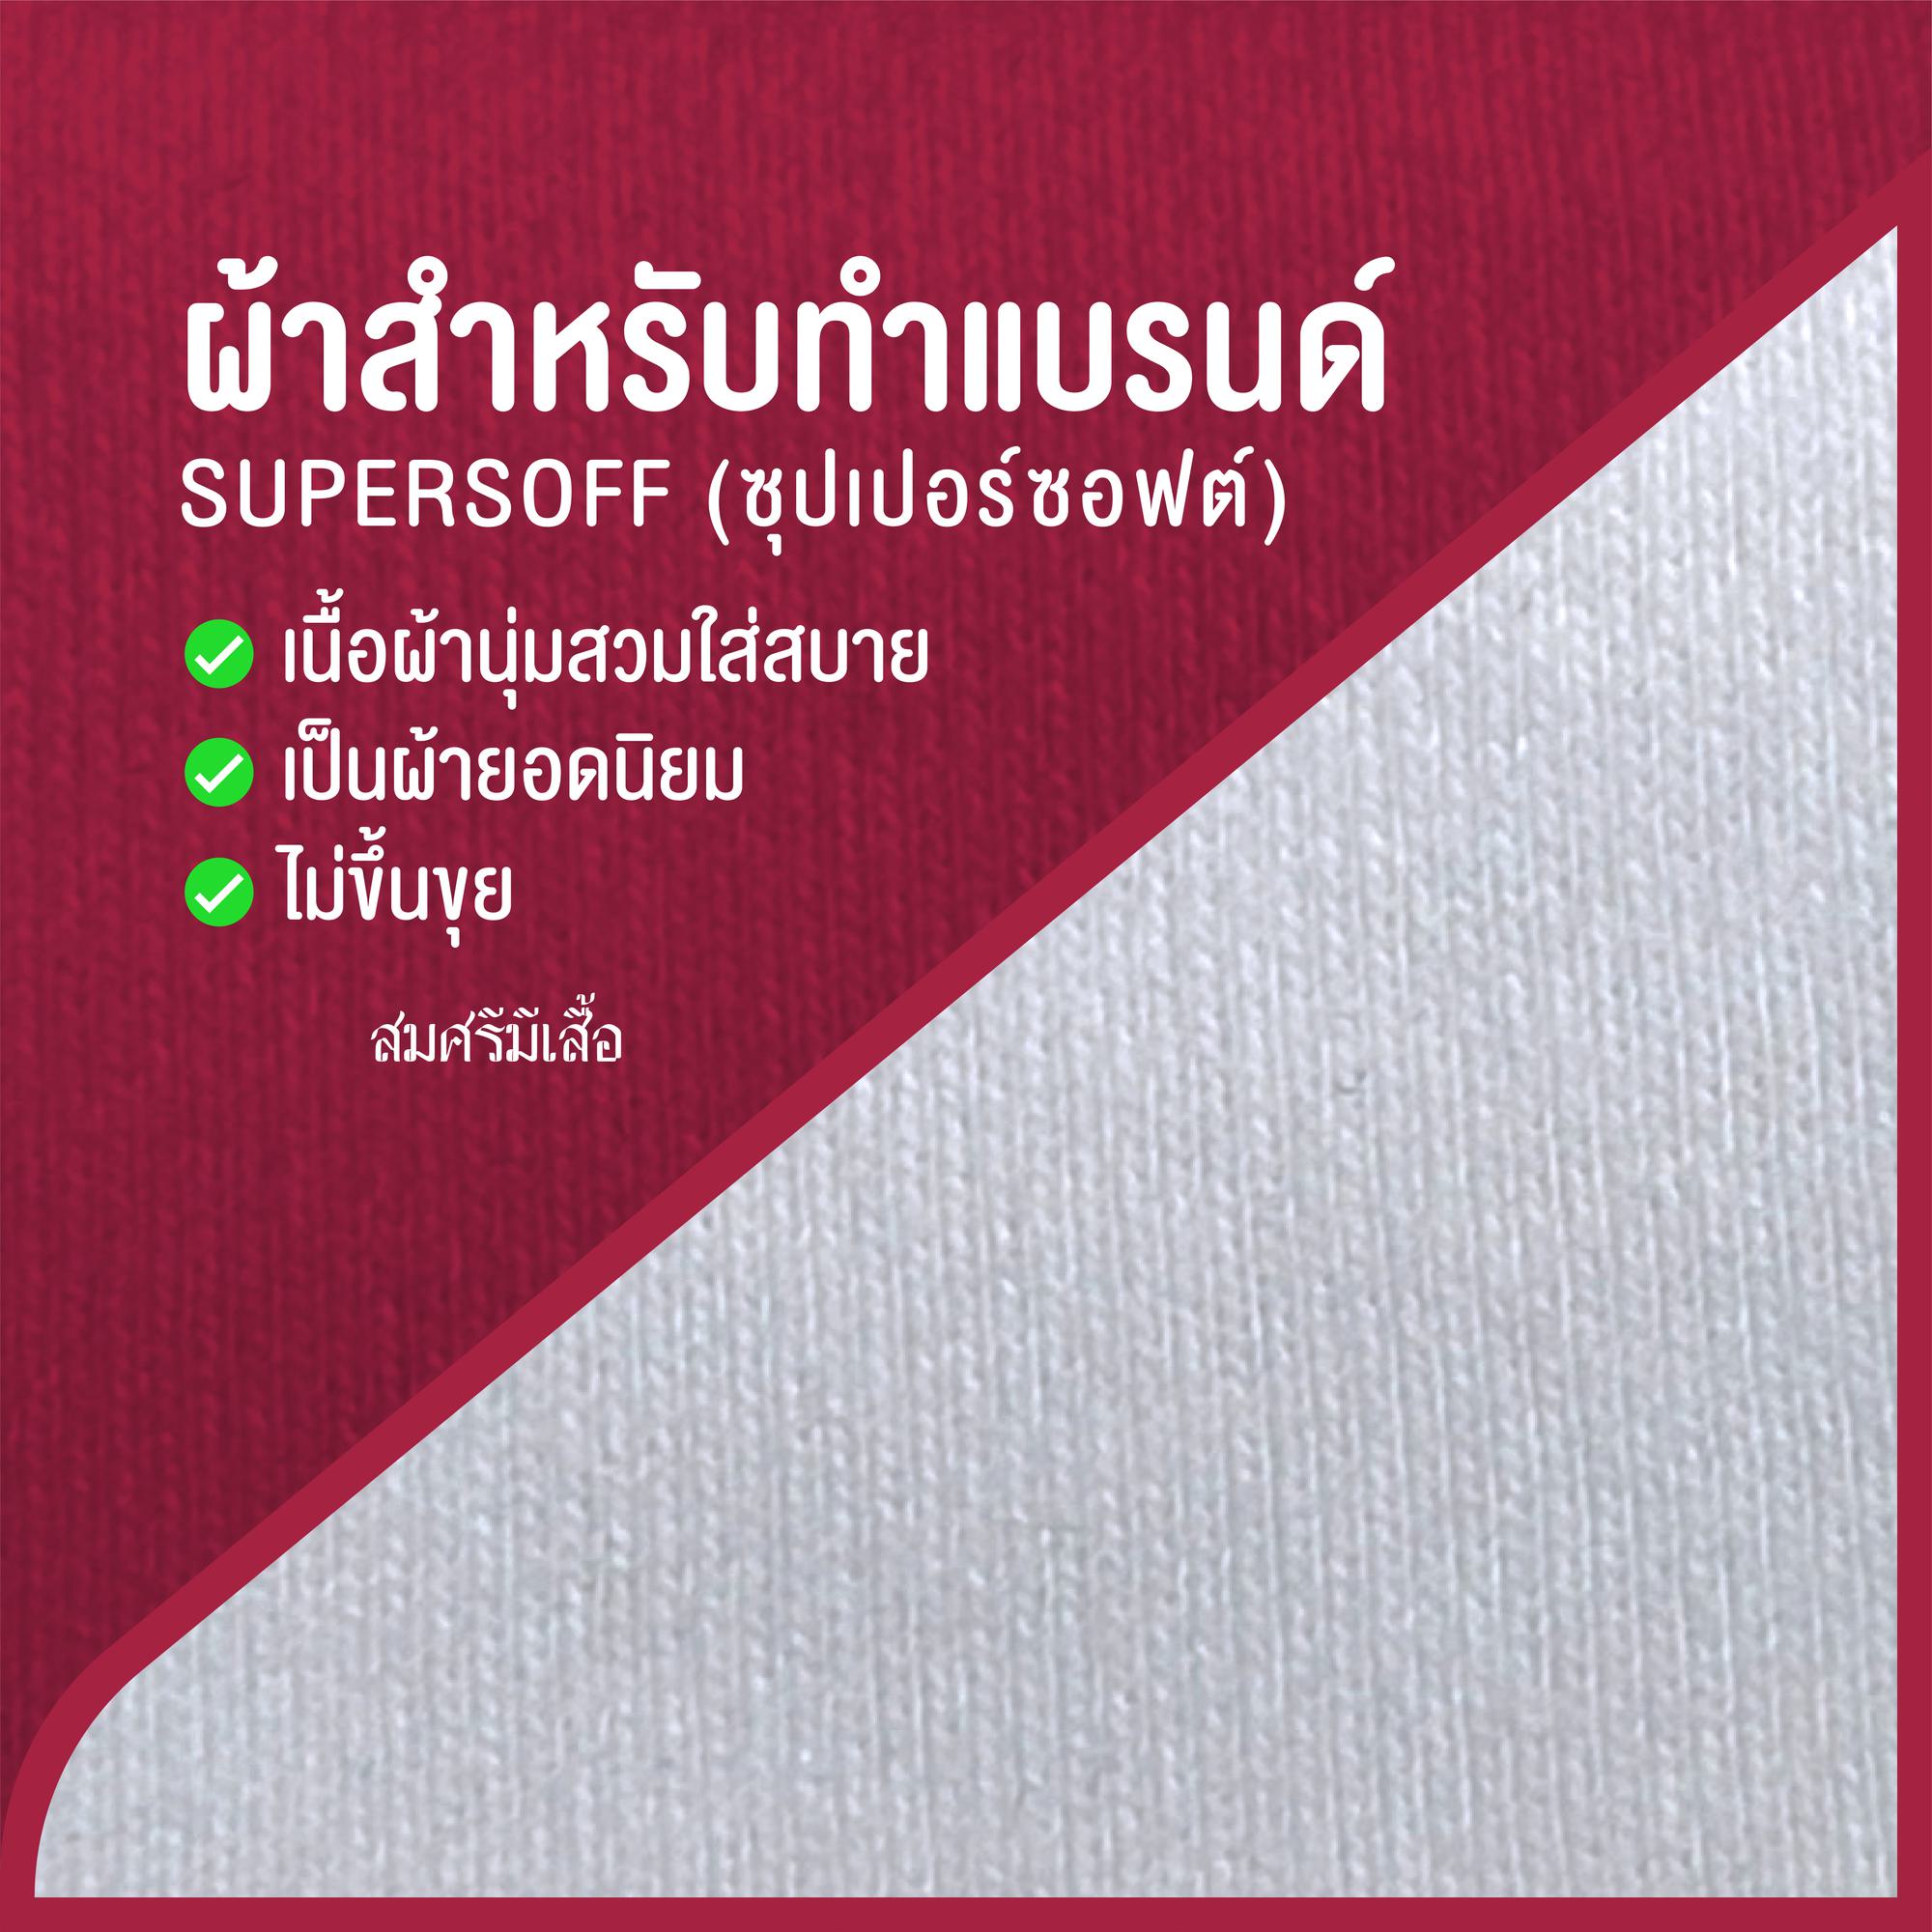 ผ้าสำหรับทำแบรนด์
SUPERSOFF (ซุปเปอร์ซอฟต์)
เนื้อผ้านุ่มสวมใส่สบาย
เป็นผ้ายอดนิยม
ไม่ขึ้นขุย
สมศรีมีเสื้อ